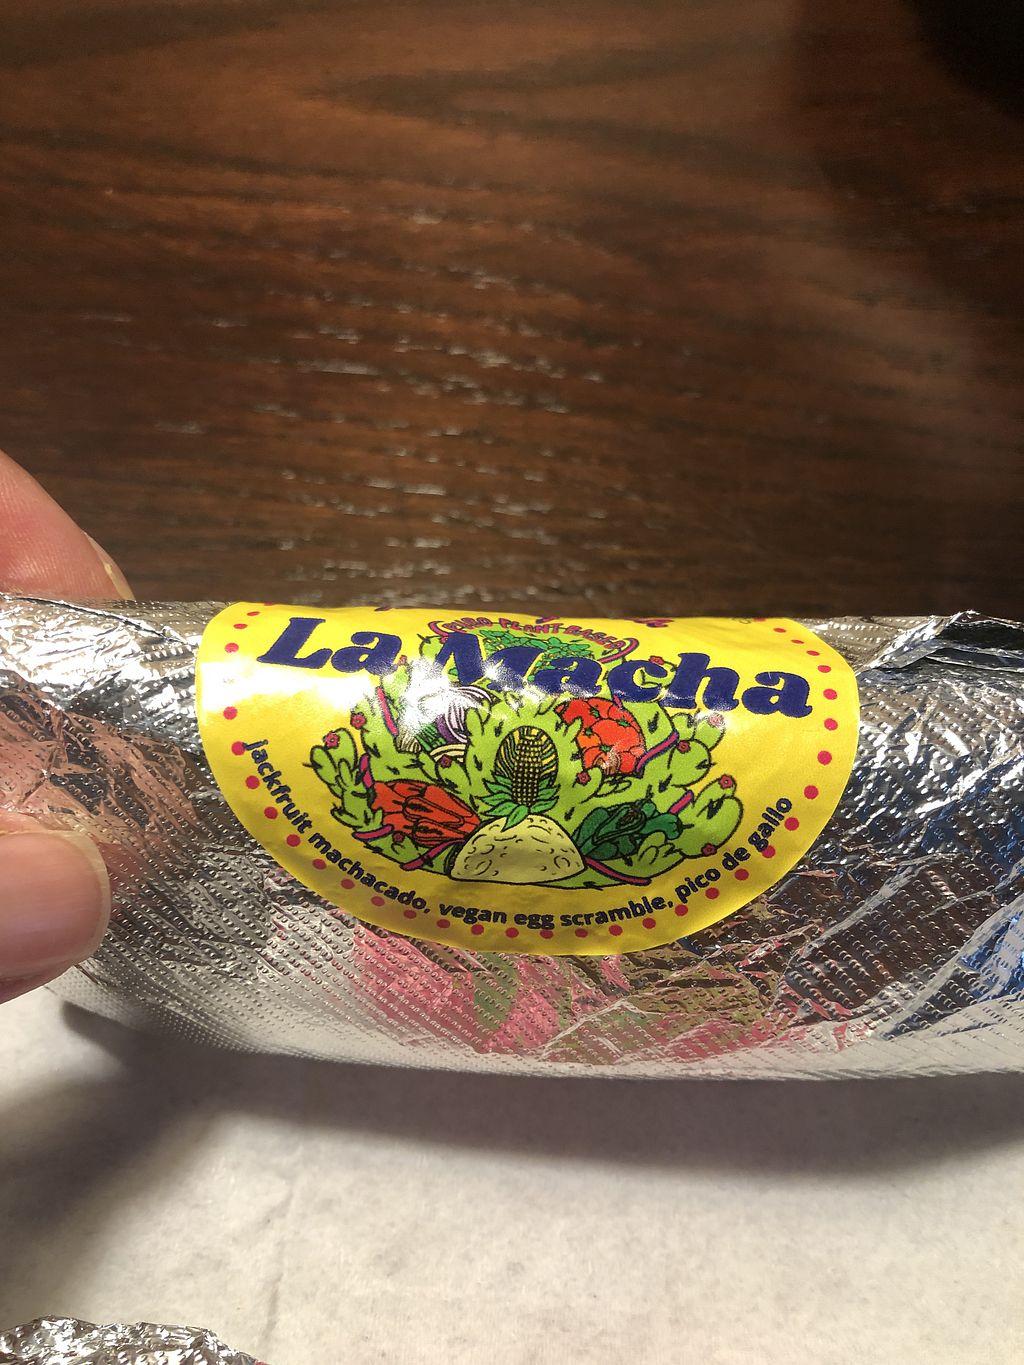 PURO PLANT-BASED
La Macha
jackfruit machacado, vegan egg scramble, pico de gallo